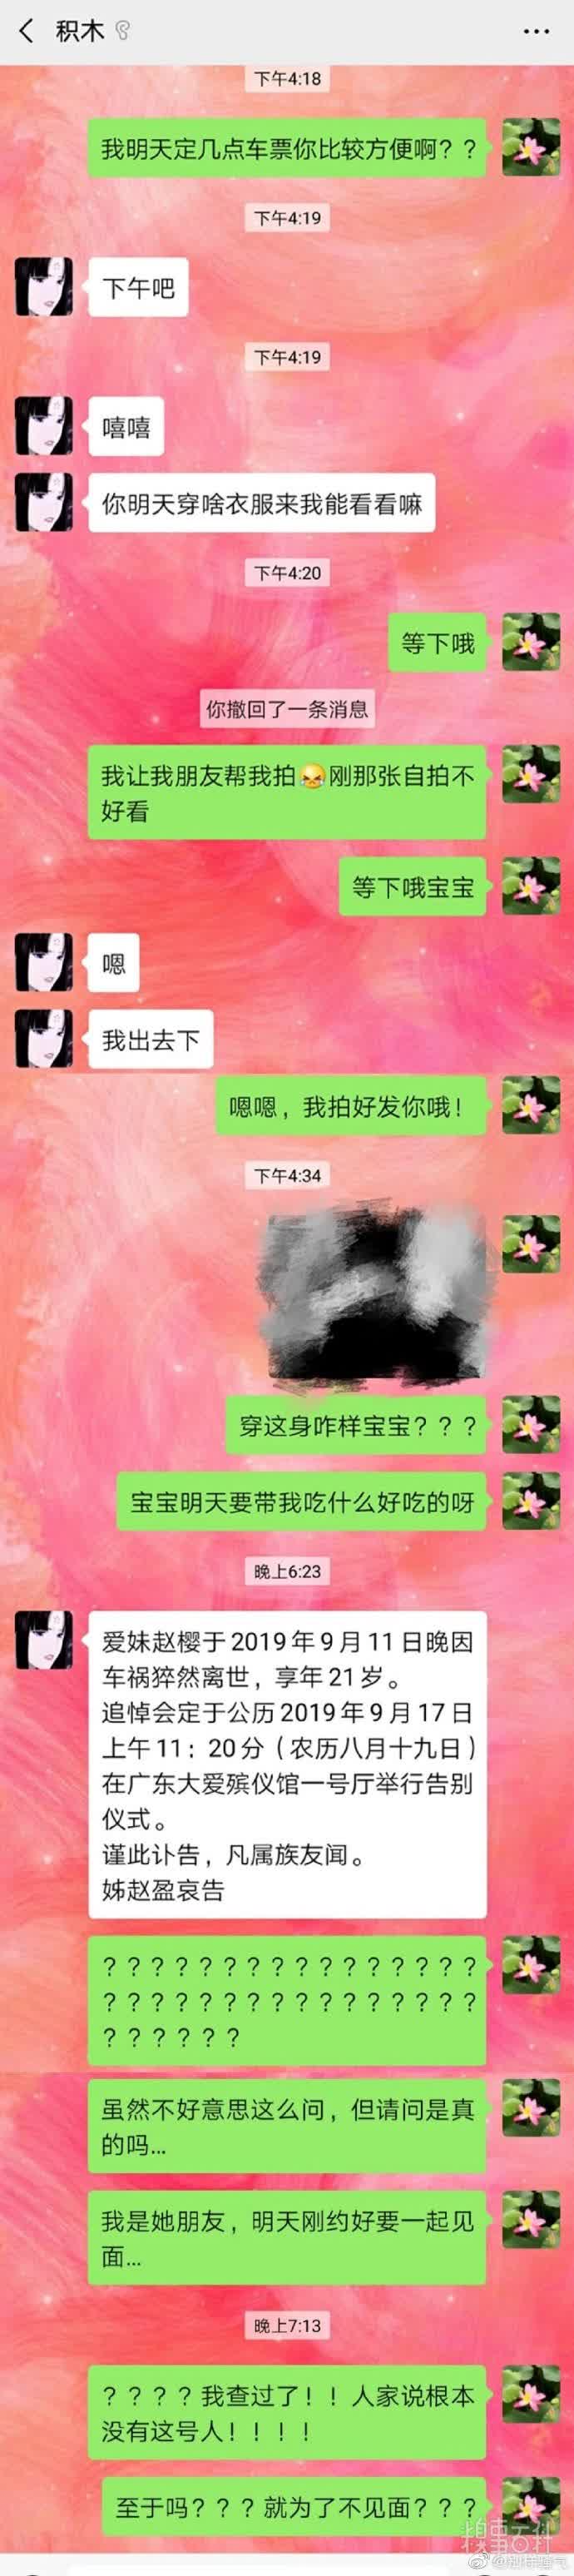 积木
下午4:18
我明天定几点车票你比较方便啊？？
下午4:19
下午吧
下午4:19
嘻嘻
你明天穿啥衣服来我能看看嘛
下午4:20
等下哦
你撤回了一条消息
我让我朋友帮我拍😹刚那张自拍不
好看
等下哦宝宝
嗯
我出去下
嗯嗯，我拍好发你哦！
下午4:34
穿这身咋样宝宝？？？
宝宝明天要带我吃什么好吃的呀
晚上6:23
爱妹赵樱于2019年9月11日晚因
车祸猝然离世，享年21岁。
追悼会定于公历2019年9月17日
上午11：20分（农历八月十九日）
在广东大爱殡仪馆一号厅举行告别
仪式。
谨此讣告，凡属族友闻。
姊赵盈哀告
？？？？？？？？？？？？？？？？
？？？？？？？？？？？？？？？？
？？？？？？
虽然不好意思这么问，但请问是真
的吗...
我是她朋友，明天刚约好要一起见
面...
晚上7:13
？？？？我查过了！！人家说根本
没有这号人！！！！
至于吗？？？就为了不见面？？？
糗事百科